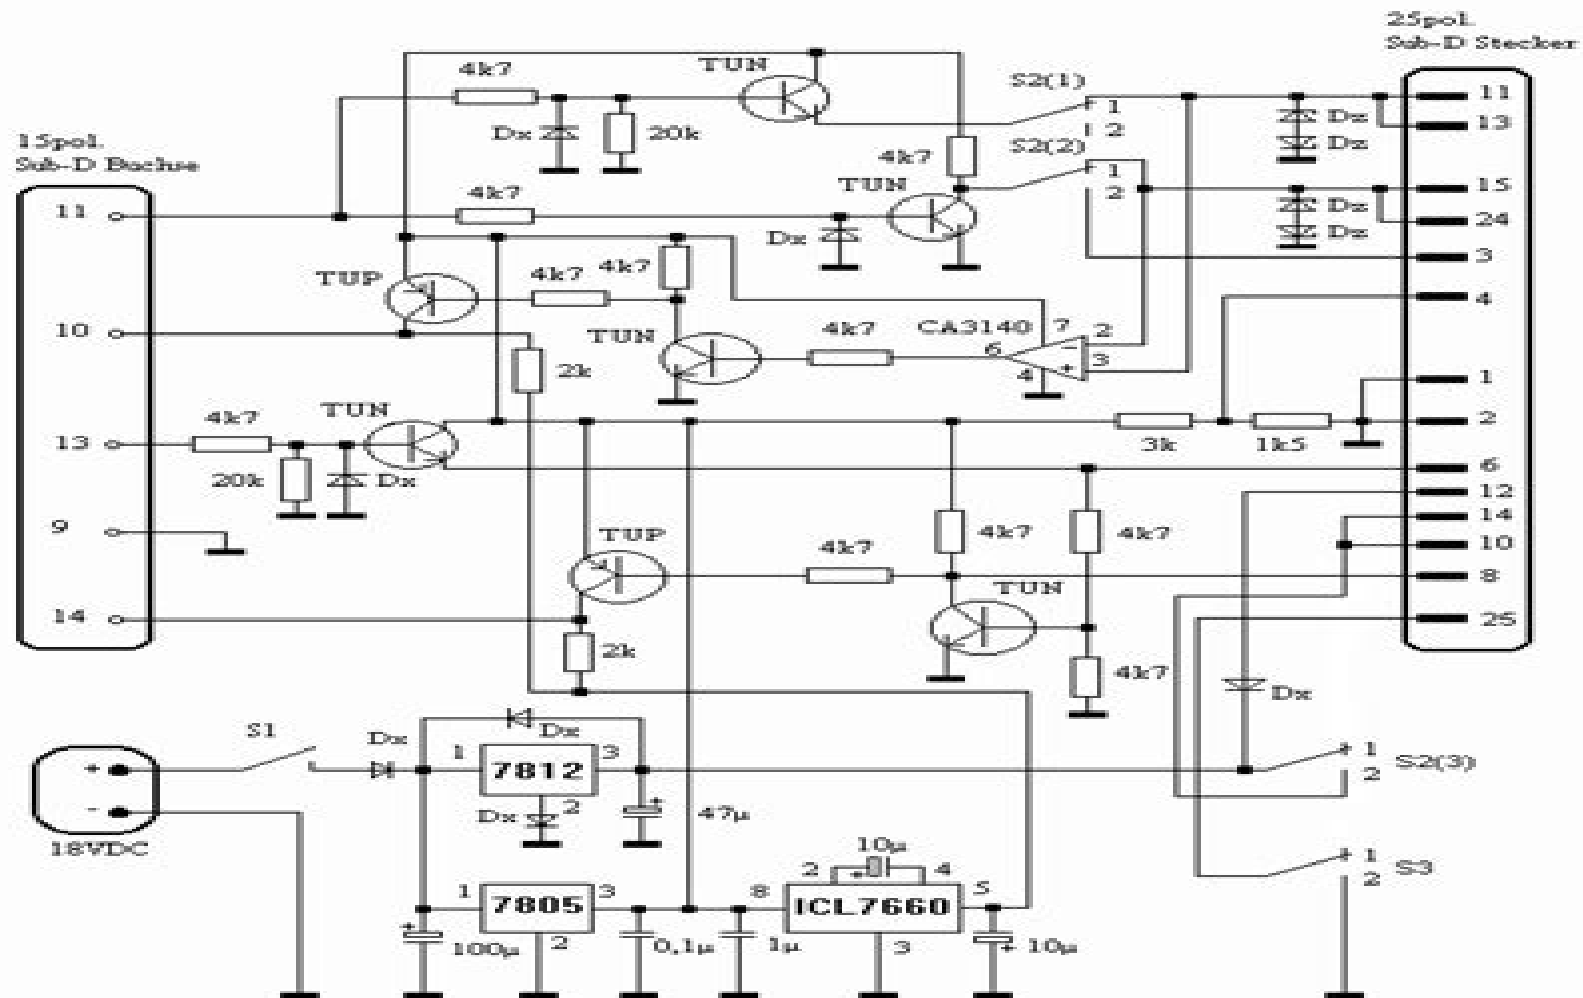 25pol.
Sub-D Stecker
4k7
TUN
S2(1)
11
1
Dx
13
Dx
20k
2
15pol.
Sub-D Buchse
4k7
S2(2)
Dx
TUN
1
15
4k7
2
Dx
24
11
Dx
Dx
3
TUP
4k7
4k7
4
10
TUN
4k7
CA3140
7
2
6
-
3
2k
4
+
1
4k7
TUN
13
2
3k
1k5
20k
Dx
6
12
9
TUP
4k7
4k7
14
4k7
10
TUN
8
14
25
2k
4k7
Dx
S1
Dx
Dx
1
7812
3
1
S2(3)
+
2
-
Dx
2
47µ
18VDC
10µ
1
S3
2
4
2
1
7805
3
8
ICL7660
5
+
100µ
2
0,1µ
1µ
3
+
10µ